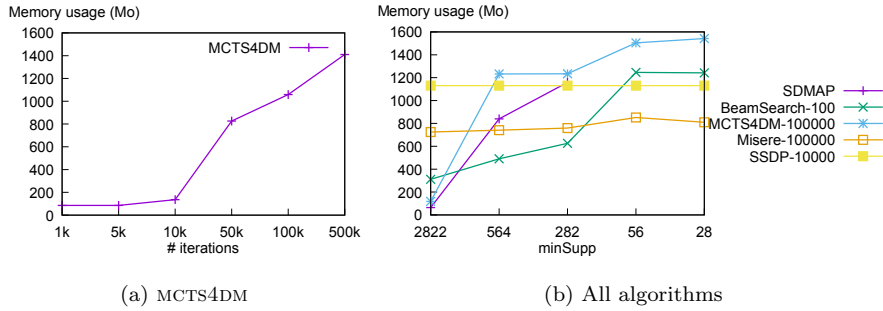 Memory usage (Mo)
1600
1400
1200
1000
800
600
400
200
0
MCTS4DM
1k 5k 10k 50k 100k 500k
# iterations
(a) MCTS4DM
Memory usage (Mo)
1600
1400
1200
1000
800
600
400
200
0
2822 564 282 56 28
minSupp
SDMAP
BeamSearch-100
MCTS4DM-100000
Misere-100000
SSDP-10000
(b) All algorithms